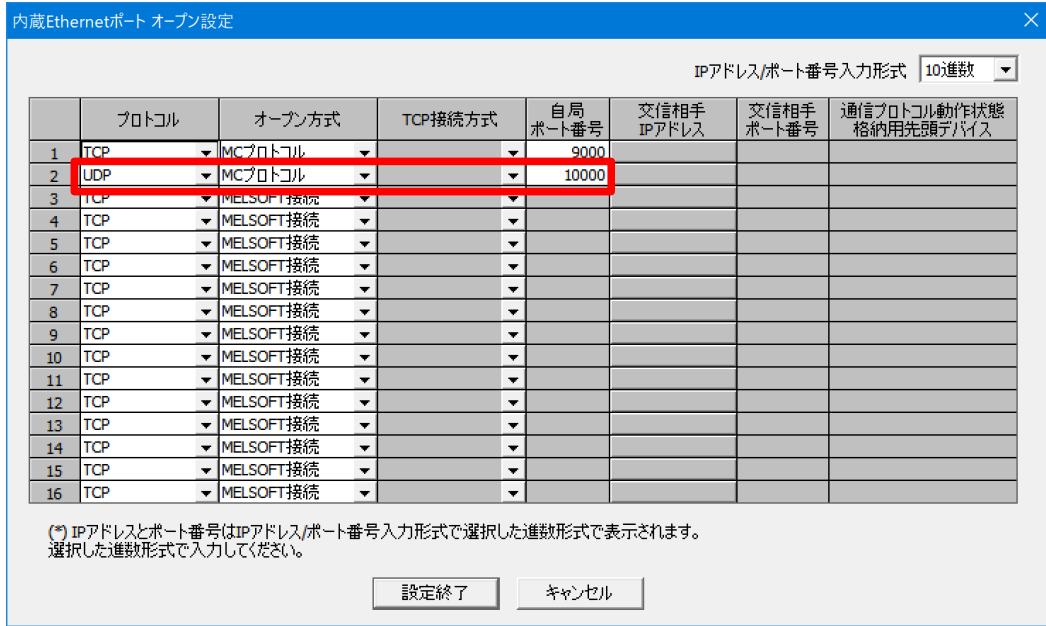 内蔵Ethernetポート オープン設定
IPアドレス/ポート番号入力形式 10進数
プロトコル オープン方式 TCP接続方式 自局ポート番号 交信相手IPアドレス 交信相手ポート番号 通信プロトコル動作状態格納用先頭デバイス
1 TCP MCプロトコル 9000
2 UDP MCプロトコル 10000
3 TCP MELSOFT接続
4 TCP MELSOFT接続
5 TCP MELSOFT接続
6 TCP MELSOFT接続
7 TCP MELSOFT接続
8 TCP MELSOFT接続
9 TCP MELSOFT接続
10 TCP MELSOFT接続
11 TCP MELSOFT接続
12 TCP MELSOFT接続
13 TCP MELSOFT接続
14 TCP MELSOFT接続
15 TCP MELSOFT接続
16 TCP MELSOFT接続
(*) IPアドレスとポート番号はIPアドレス/ポート番号入力形式で選択した進数形式で表示されます。
選択した進数形式で入力してください。
設定終了 キャンセル